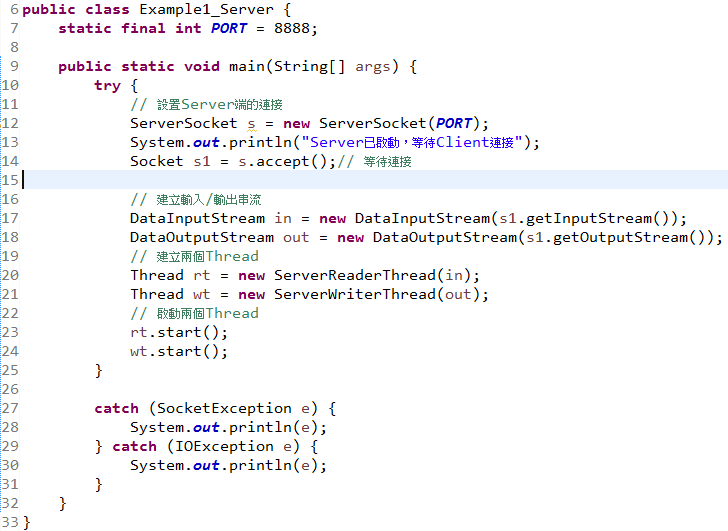 6 public class Example1_Server {
7     static final int PORT = 8888;
8
9     public static void main(String[] args) {
10         try {
11             // 設置Server端的連接
12             ServerSocket s = new ServerSocket(PORT);
13             System.out.println("Server已啟動，等待Client連接");
14             Socket s1 = s.accept();// 等待連接
15
16             // 建立輸入/輸出串流
17             DataInputStream in = new DataInputStream(s1.getInputStream());
18             DataOutputStream out = new DataOutputStream(s1.getOutputStream());
19             // 建立兩個Thread
20             Thread rt = new ServerReaderThread(in);
21             Thread wt = new ServerWriterThread(out);
22             // 啟動兩個Thread
23             rt.start();
24             wt.start();
25         }
26
27         catch (SocketException e) {
28             System.out.println(e);
29         } catch (IOException e) {
30             System.out.println(e);
31         }
32     }
33 }